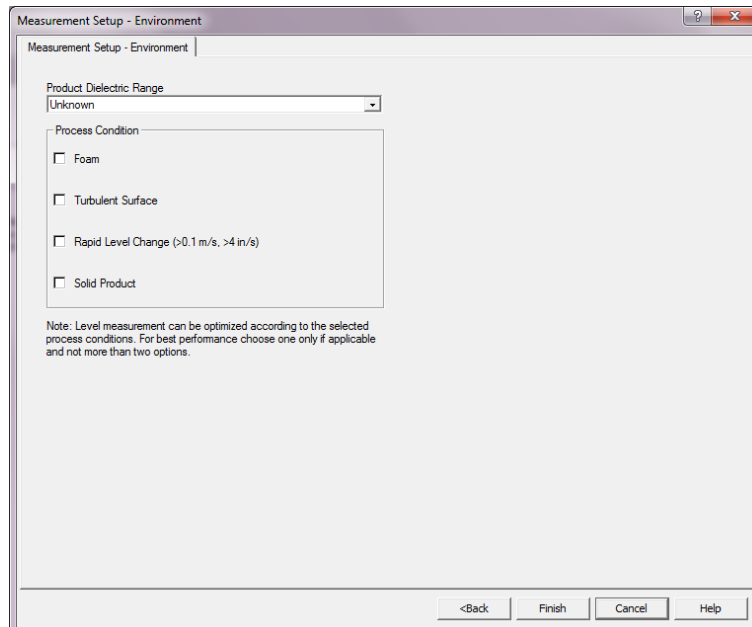 Measurement Setup - Environment
Measurement Setup - Environment
Product Dielectric Range
Unknown
Process Condition
Foam
Turbulent Surface
Rapid Level Change (>0.1 m/s, >4 in/s)
Solid Product
Note: Level measurement can be optimized according to the selected
process conditions. For best performance choose one only if applicable
and not more than two options.
<Back
Finish
Cancel
Help